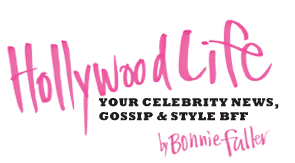 Hollywood Life
YOUR CELEBRITY NEWS,
GOSSIP & STYLE BFF
by Bonnie Fuller